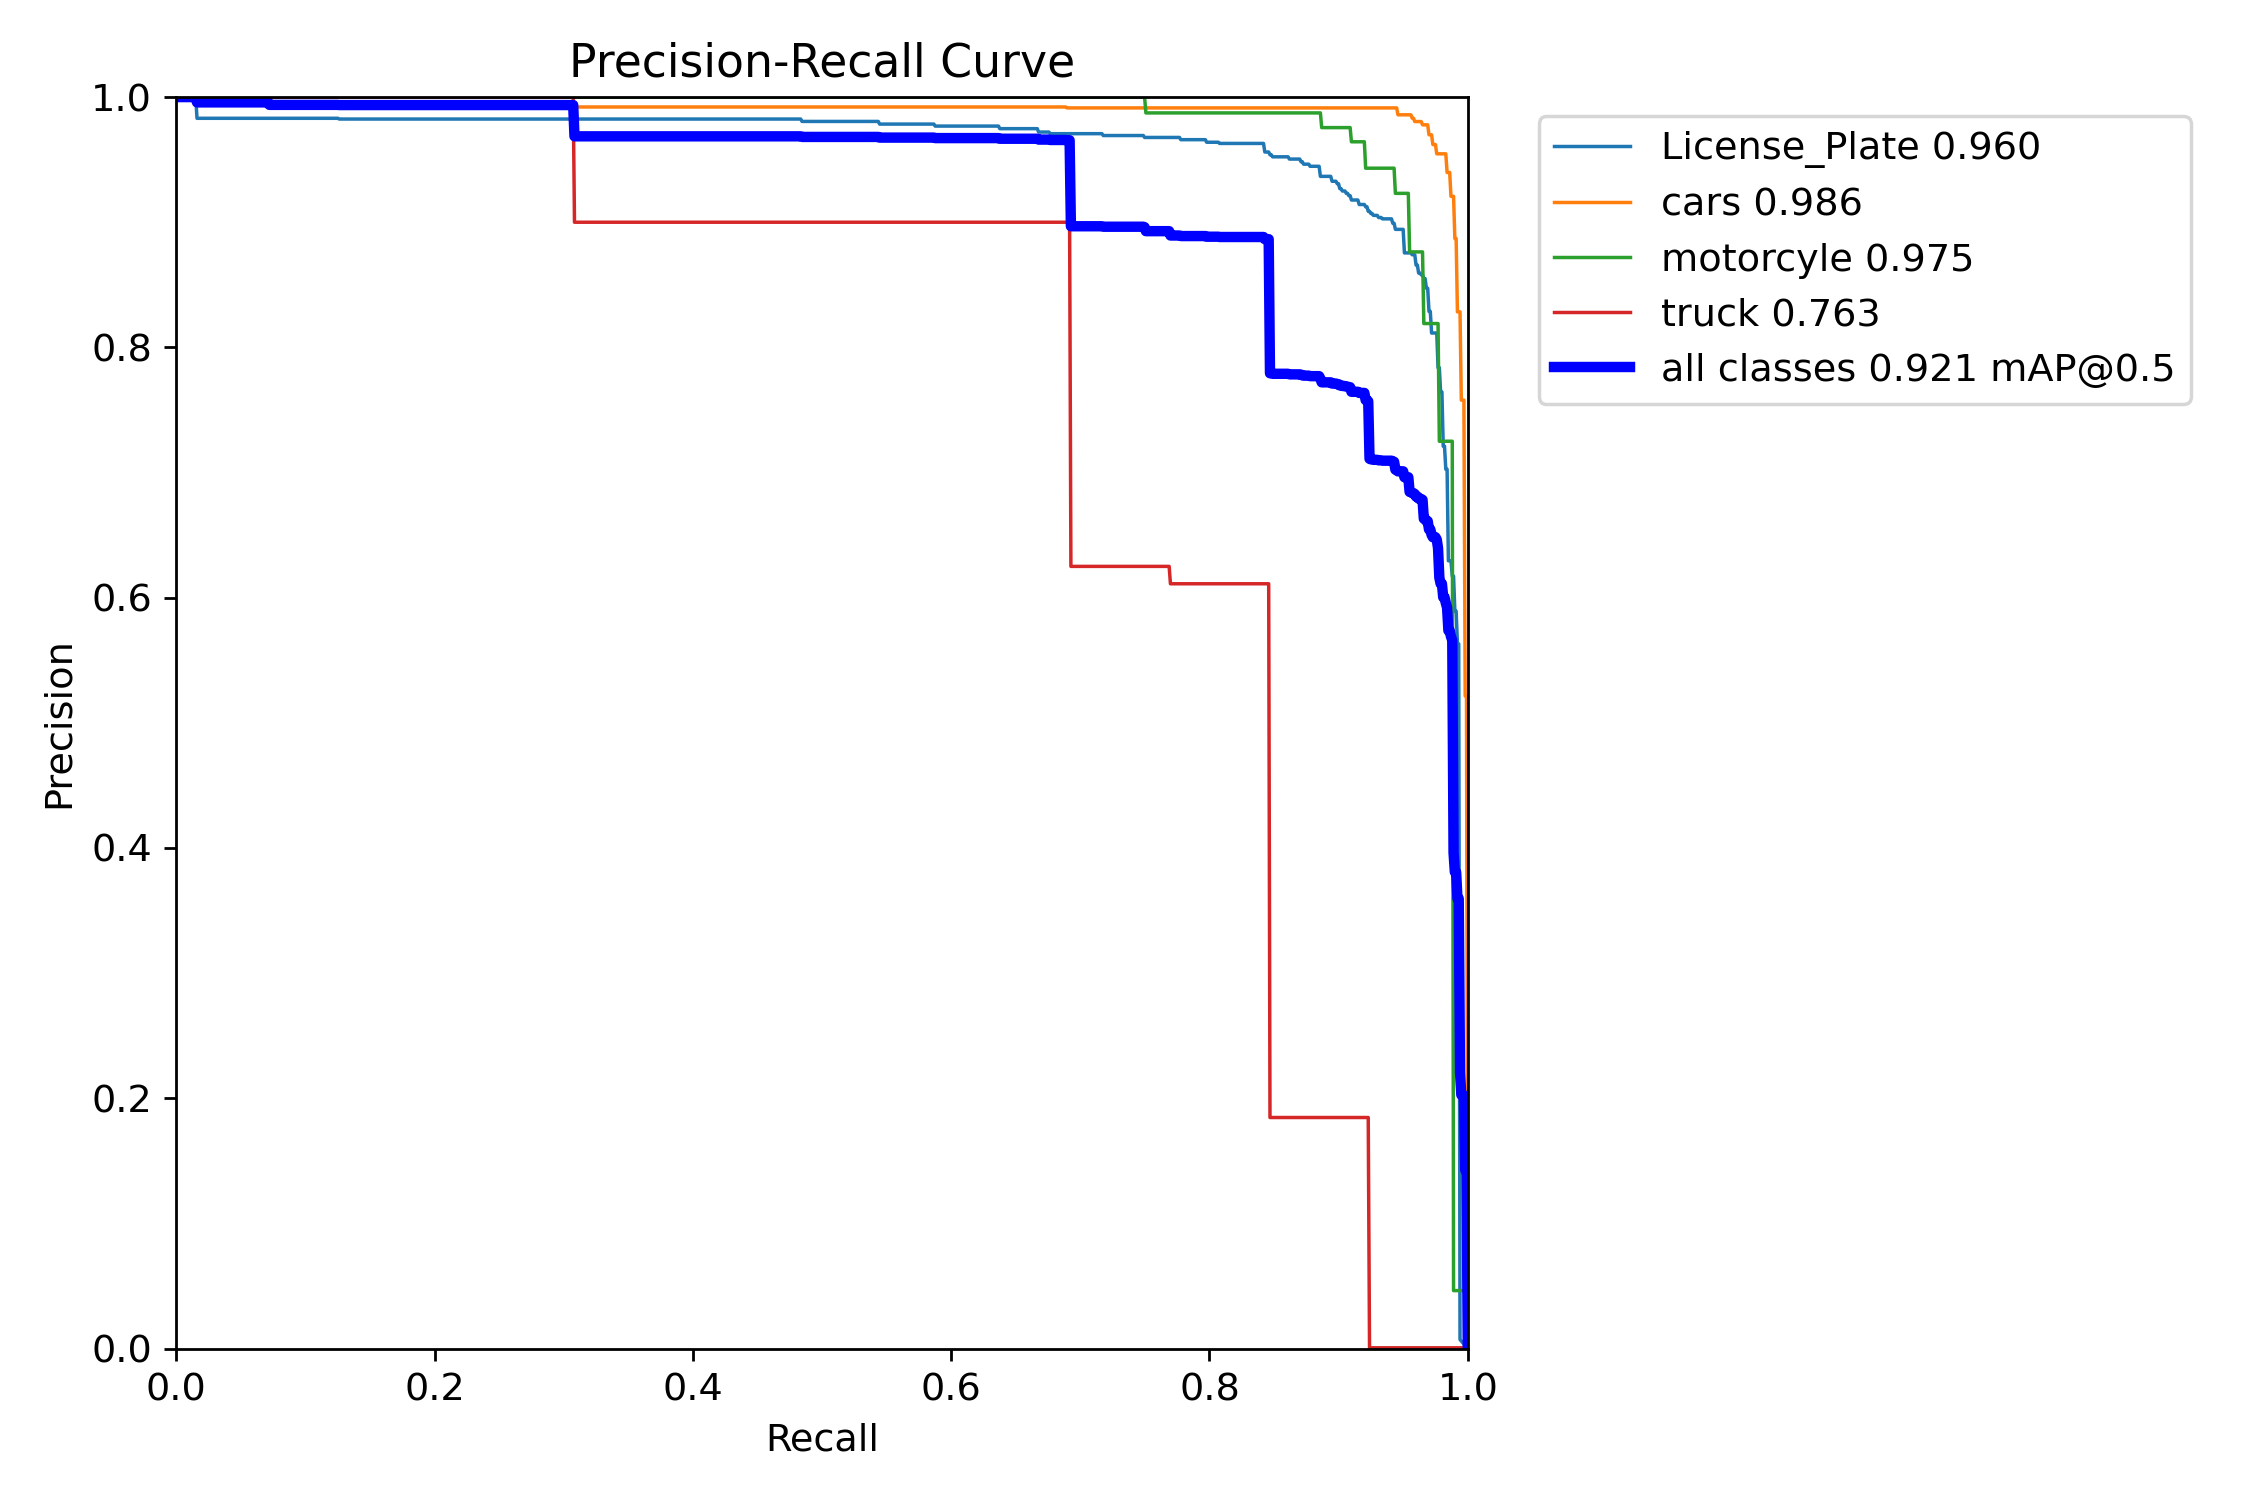 Precision-Recall Curve
1.0
0.8
0.6
0.4
0.2
0.0
Precision
0.0 0.2 0.4 0.6 0.8 1.0
Recall
License_Plate 0.960
cars 0.986
motorcyle 0.975
truck 0.763
all classes 0.921 mAP@0.5